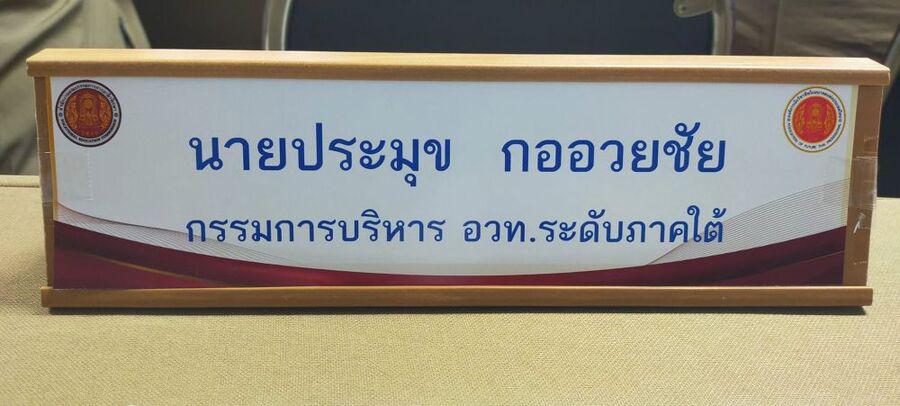 นายประมุข กออวยชัย
กรรมการบริหาร อวท.ระดับภาคใต้